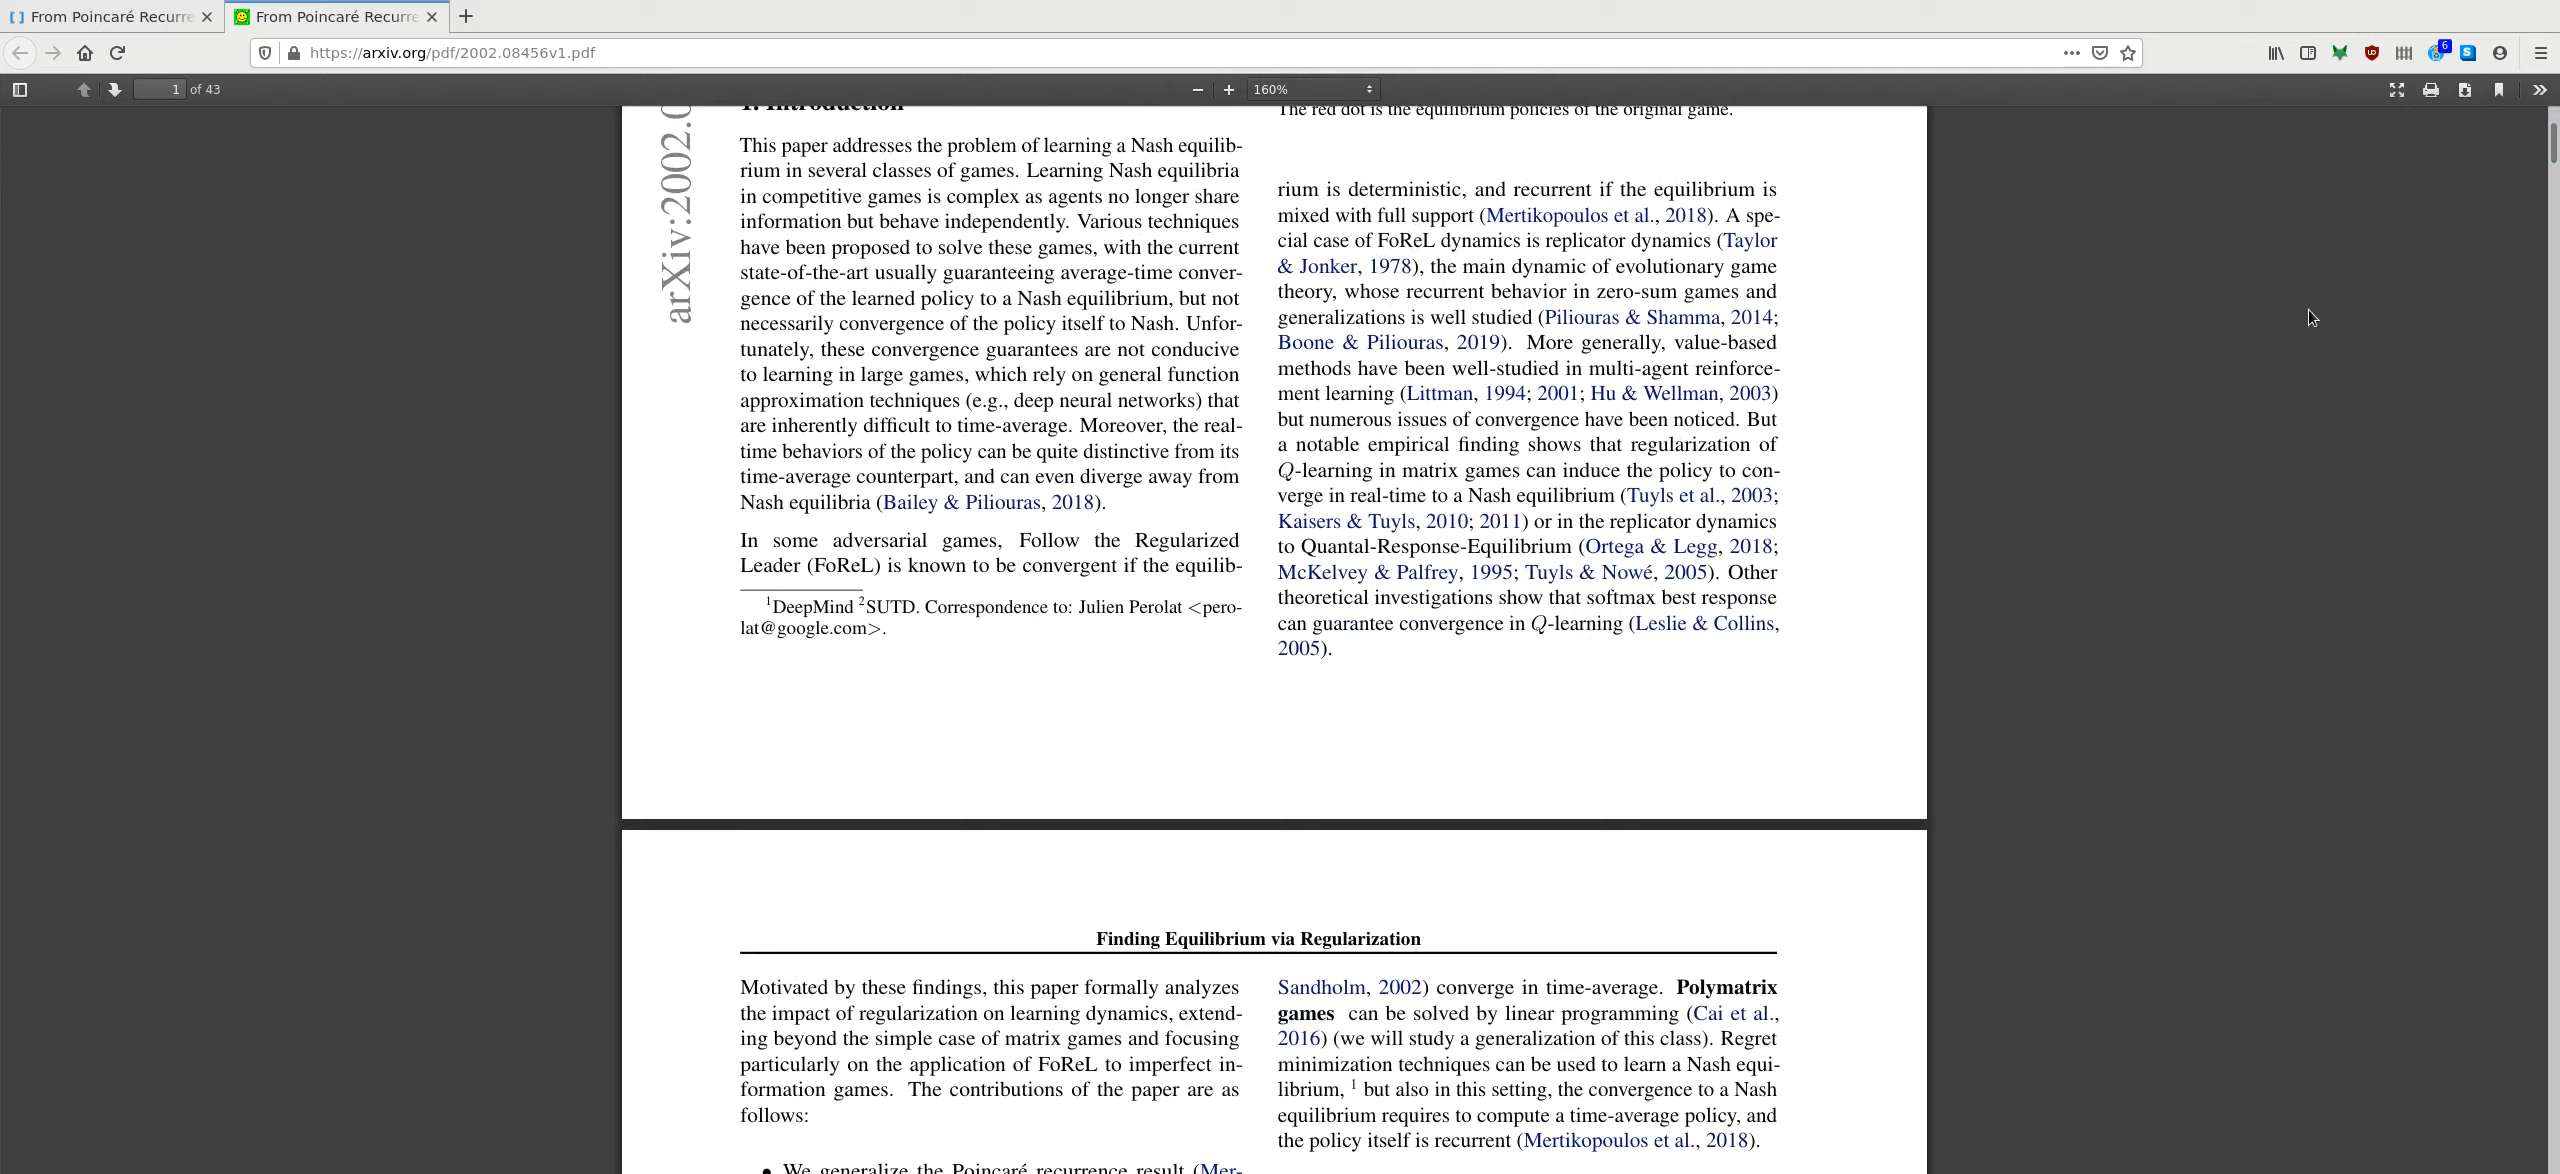 From Poincaré Recurre
From Poincaré Recurre
https://arxiv.org/pdf/2002.08456v1.pdf
6
1 of 43
160%
arXiv:2002.0
1. Introduction
This paper addresses the problem of learning a Nash equilib-
rium in several classes of games. Learning Nash equilibria
in competitive games is complex as agents no longer share
information but behave independently. Various techniques
have been proposed to solve these games, with the current
state-of-the-art usually guaranteeing average-time conver-
gence of the learned policy to a Nash equilibrium, but not
necessarily convergence of the policy itself to Nash. Unfor-
tunately, these convergence guarantees are not conducive
to learning in large games, which rely on general function
approximation techniques (e.g., deep neural networks) that
are inherently difficult to time-average. Moreover, the real-
time behaviors of the policy can be quite distinctive from its
time-average counterpart, and can even diverge away from
Nash equilibria (Bailey & Piliouras, 2018).
In some adversarial games, Follow the Regularized
Leader (FoReL) is known to be convergent if the equilib-
1DeepMind 2SUTD. Correspondence to: Julien Perolat <pero-
lat@google.com>.
The red dot is the equilibrium policies of the original game.
rium is deterministic, and recurrent if the equilibrium is
mixed with full support (Mertikopoulos et al., 2018). A spe-
cial case of FoReL dynamics is replicator dynamics (Taylor
& Jonker, 1978), the main dynamic of evolutionary game
theory, whose recurrent behavior in zero-sum games and
generalizations is well studied (Piliouras & Shamma, 2014;
Boone & Piliouras, 2019). More generally, value-based
methods have been well-studied in multi-agent reinforce-
ment learning (Littman, 1994; 2001; Hu & Wellman, 2003)
but numerous issues of convergence have been noticed. But
a notable empirical finding shows that regularization of
Q-learning in matrix games can induce the policy to con-
verge in real-time to a Nash equilibrium (Tuyls et al., 2003;
Kaisers & Tuyls, 2010; 2011) or in the replicator dynamics
to Quantal-Response-Equilibrium (Ortega & Legg, 2018;
McKelvey & Palfrey, 1995; Tuyls & Nowé, 2005). Other
theoretical investigations show that softmax best response
can guarantee convergence in Q-learning (Leslie & Collins,
2005).
Finding Equilibrium via Regularization
Motivated by these findings, this paper formally analyzes
the impact of regularization on learning dynamics, extend-
ing beyond the simple case of matrix games and focusing
particularly on the application of FoReL to imperfect in-
formation games. The contributions of the paper are as
follows:
• We generalize the Poincaré recurrence result (Mer-
Sandholm, 2002) converge in time-average. Polymatrix
games can be solved by linear programming (Cai et al.,
2016) (we will study a generalization of this class). Regret
minimization techniques can be used to learn a Nash equi-
librium, 1 but also in this setting, the convergence to a Nash
equilibrium requires to compute a time-average policy, and
the policy itself is recurrent (Mertikopoulos et al., 2018).